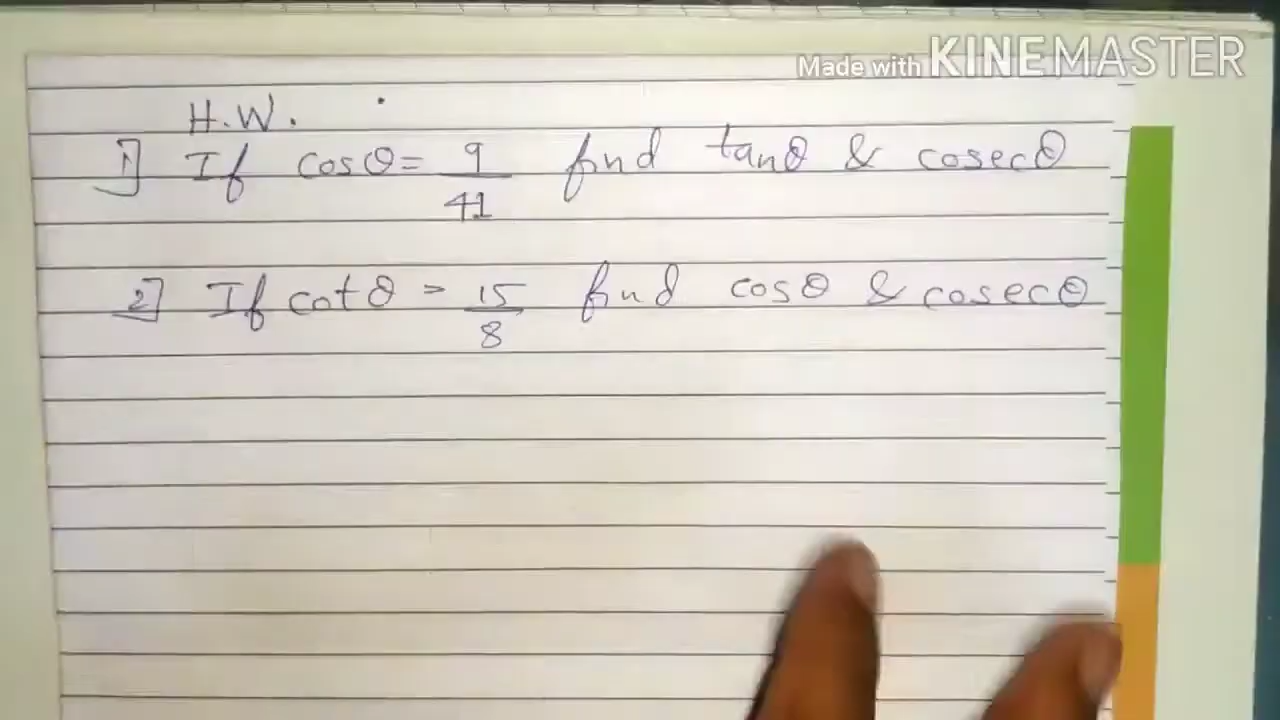 Made with KINEMASTER
H.W.
1] If cosθ = 9/41 find tanθ & cosecθ
2] If cotθ = 15/8 find cosθ & cosecθ